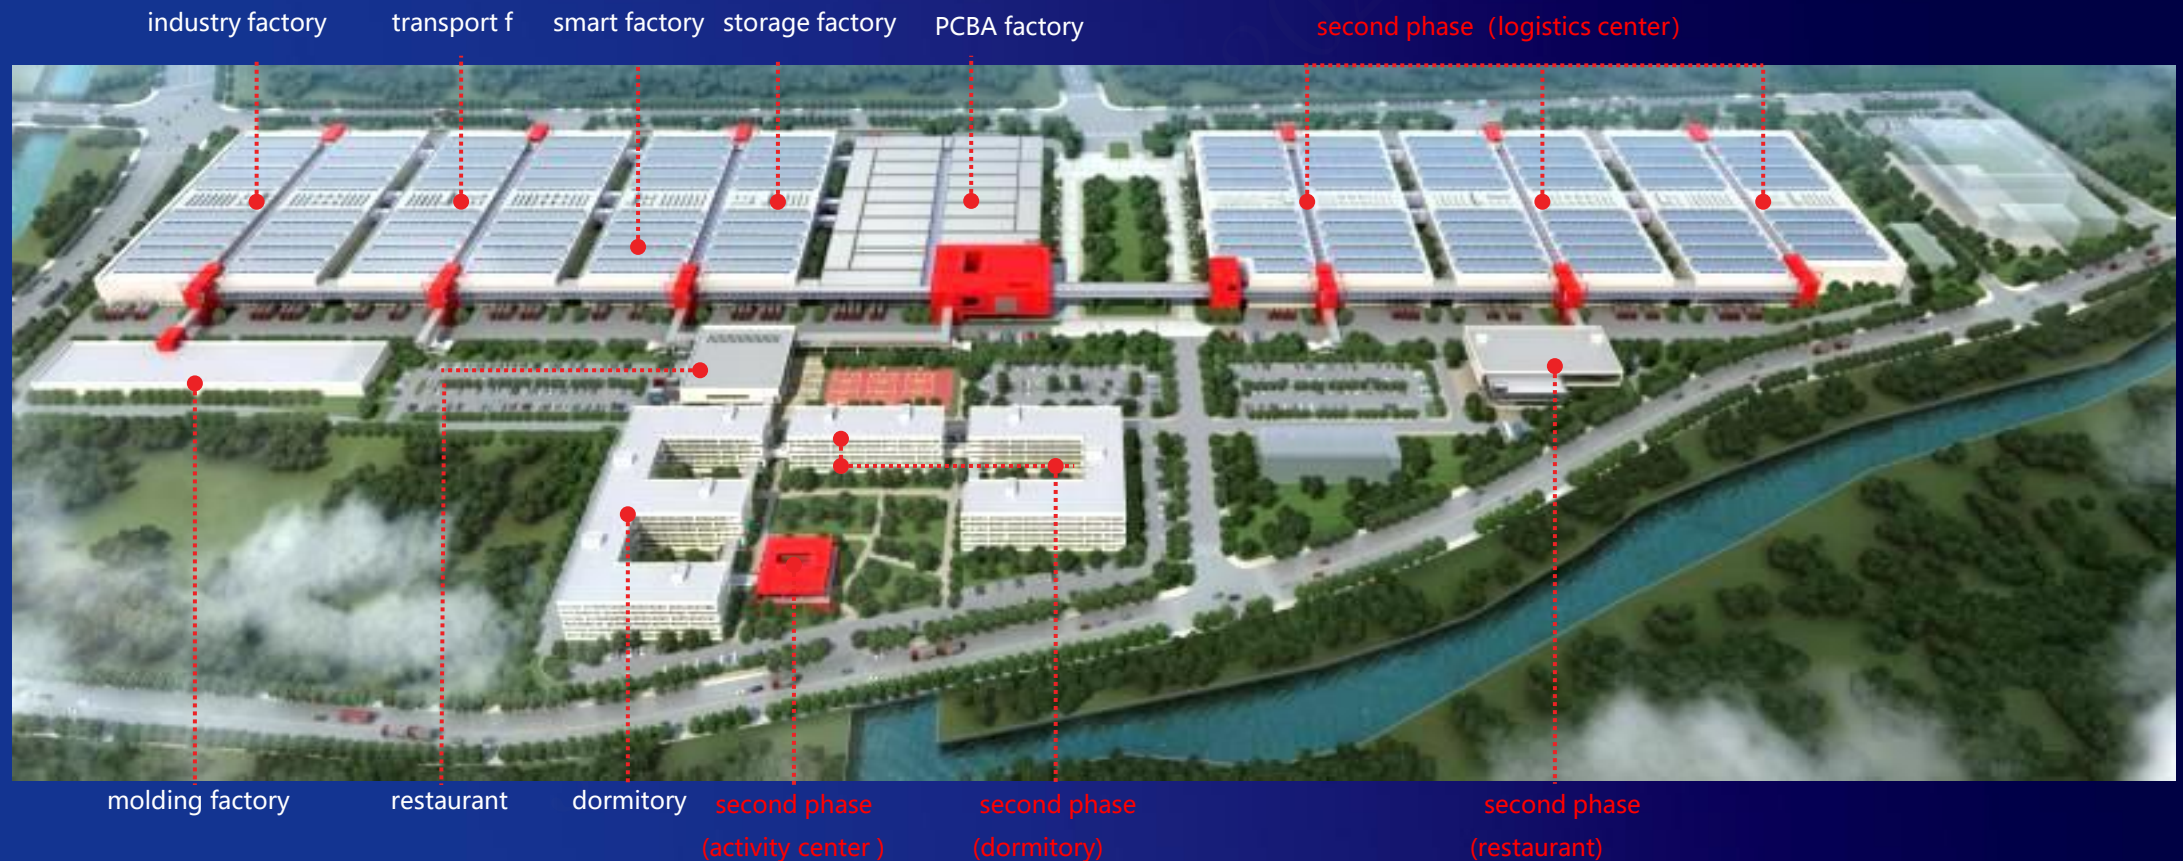 industry factory
transport f
smart factory
storage factory
PCBA factory
second phase（logistics center）
molding factory
restaurant
dormitory
second phase
(activity center )
second phase
(dormitory)
second phase
(restaurant)